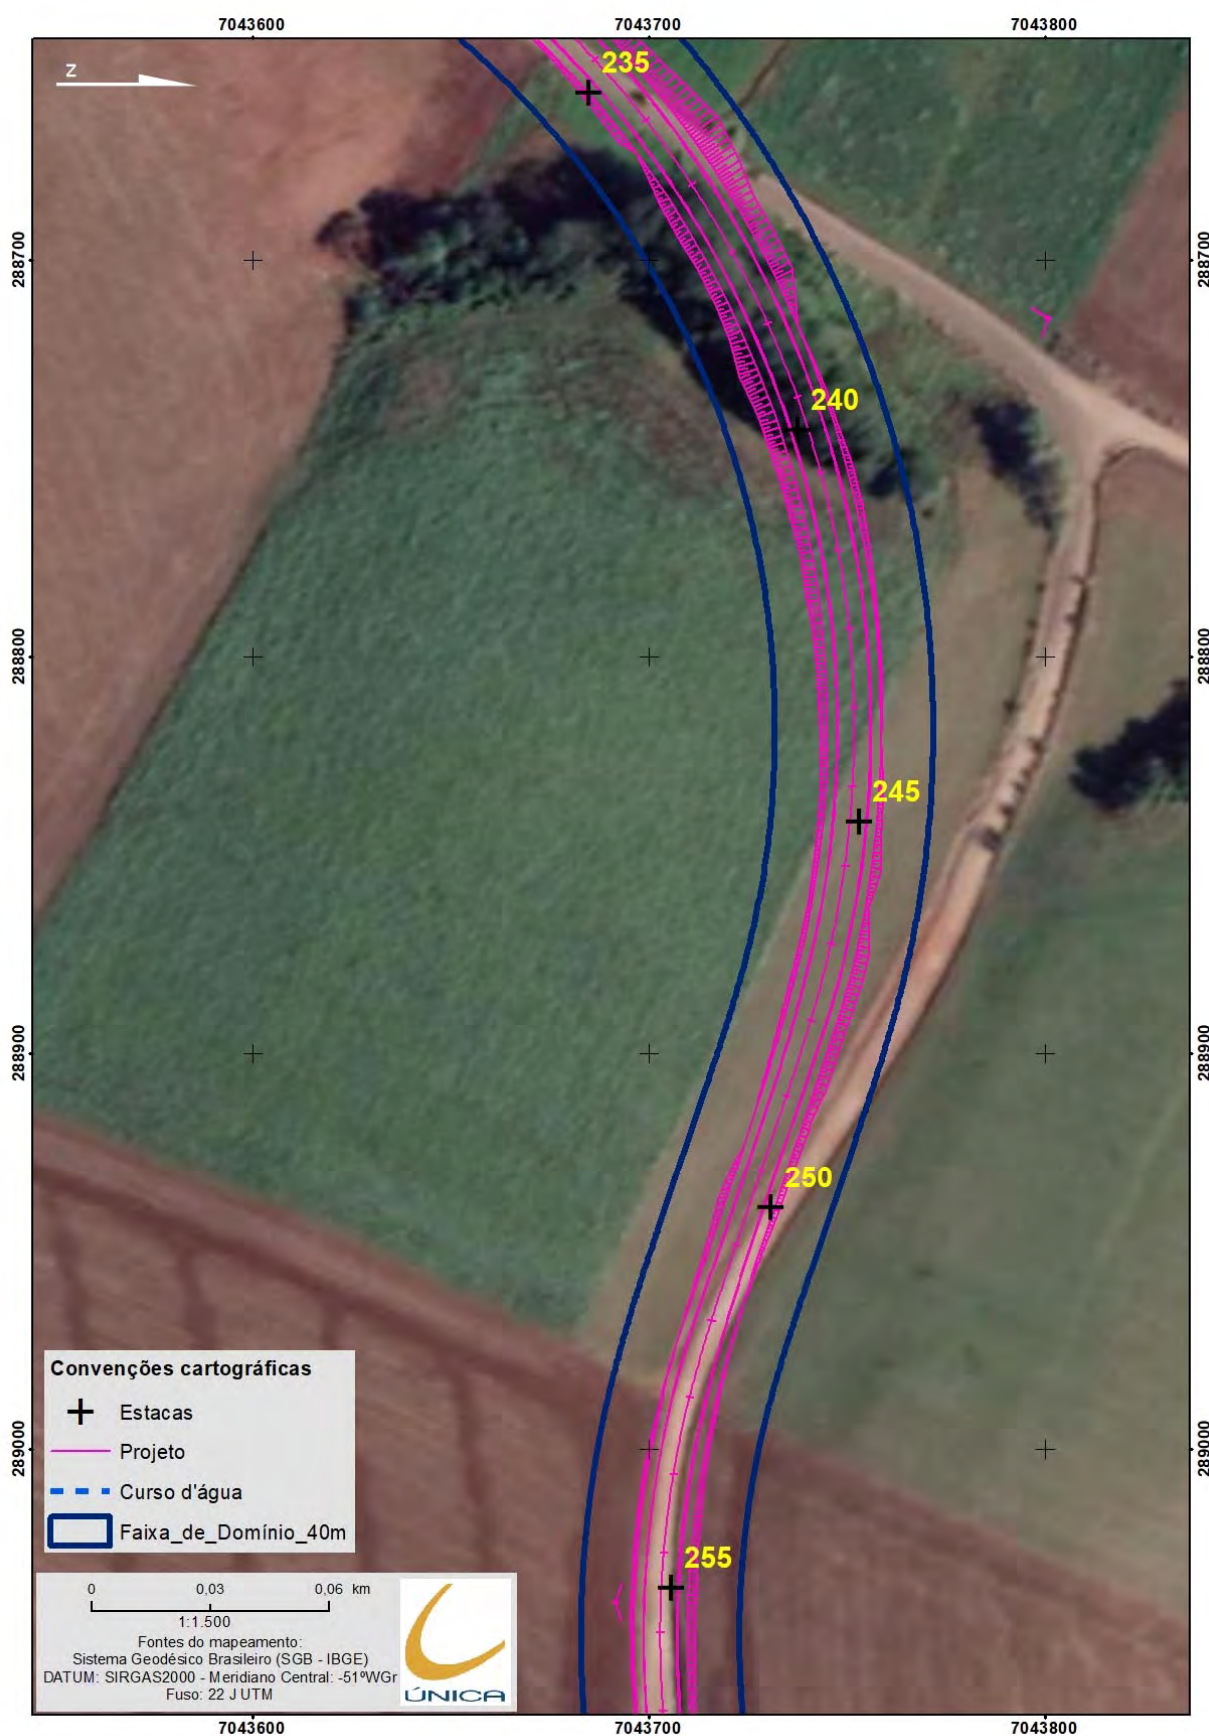 7043600
7043700
7043800
z
235
288700
288700
240
288800
288800
245
288900
288900
250
289000
289000
Convenções cartográficas
Estacas
Projeto
Curso d'água
Faixa_de_Domínio_40m
255
0 0,03 0,06 km
1:1.500
Fontes do mapeamento:
Sistema Geodésico Brasileiro (SGB - IBGE)
DATUM: SIRGAS2000 - Meridiano Central: -51ºWGr
Fuso: 22 J UTM
ÚNICA
7043600
7043700
7043800